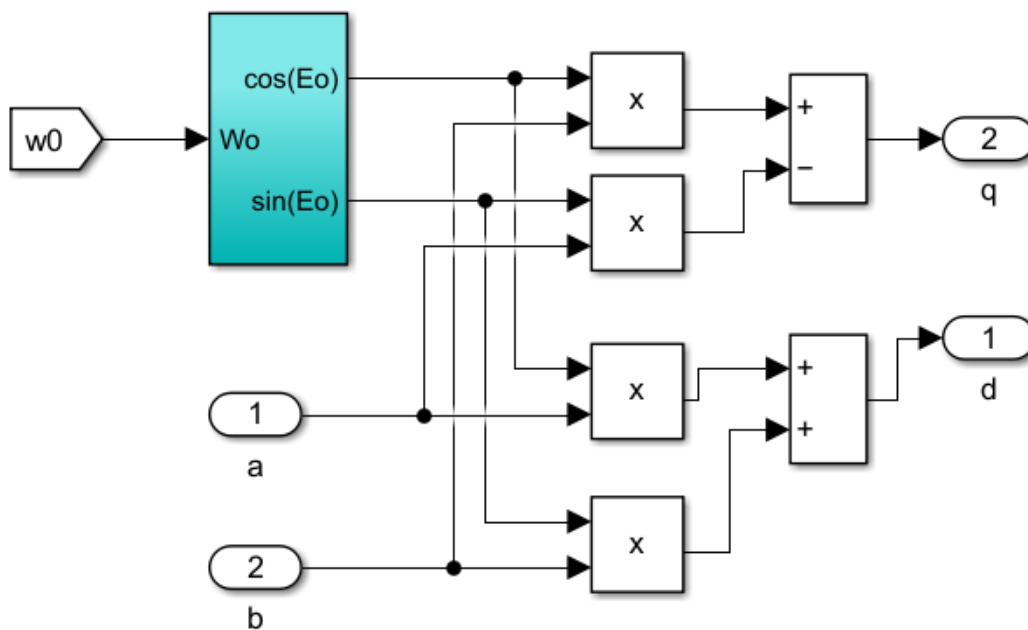 w0
Wo
cos(Eo)
sin(Eo)
x
x
x
x
+
−
+
+
2
q
1
d
1
a
2
b